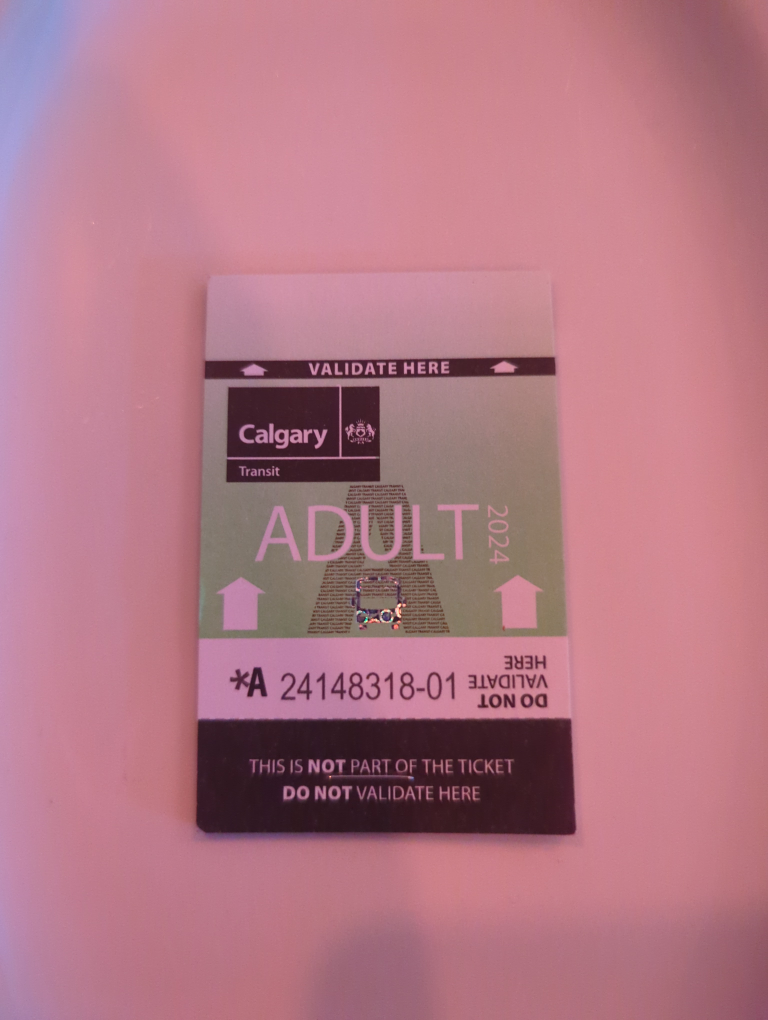 VALIDATE HERE
Calgary
Transit
ADULT
2024
*A 24148318-01
DO NOT
VALIDATE
HERE
THIS IS NOT PART OF THE TICKET
DO NOT VALIDATE HERE